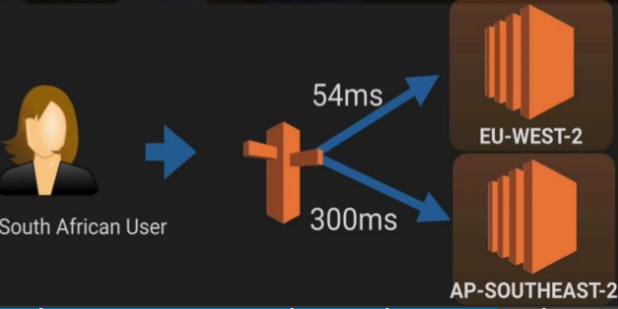 54ms
EU-WEST-2
South African User
300ms
AP-SOUTHEAST-2